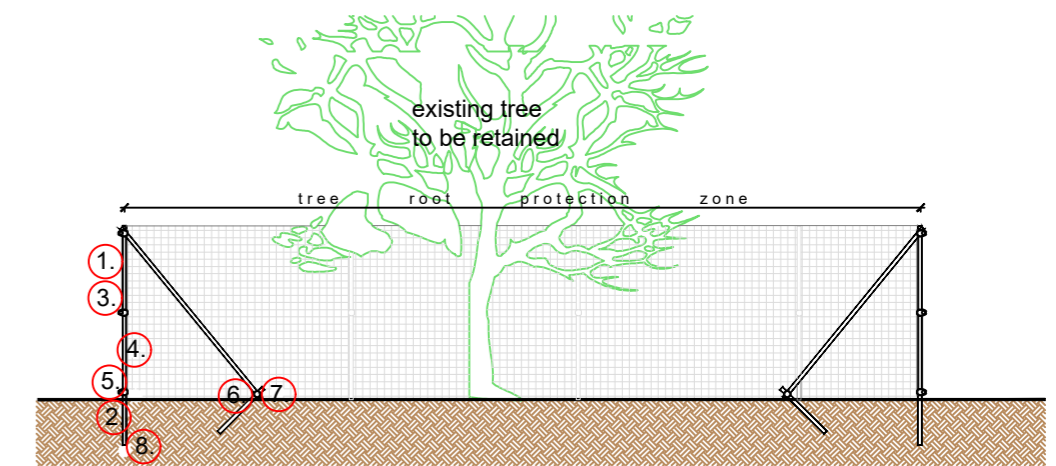 existing tree
to be retained
tree root protection zone
1.
3.
4.
5.
6. 7.
2.
8.